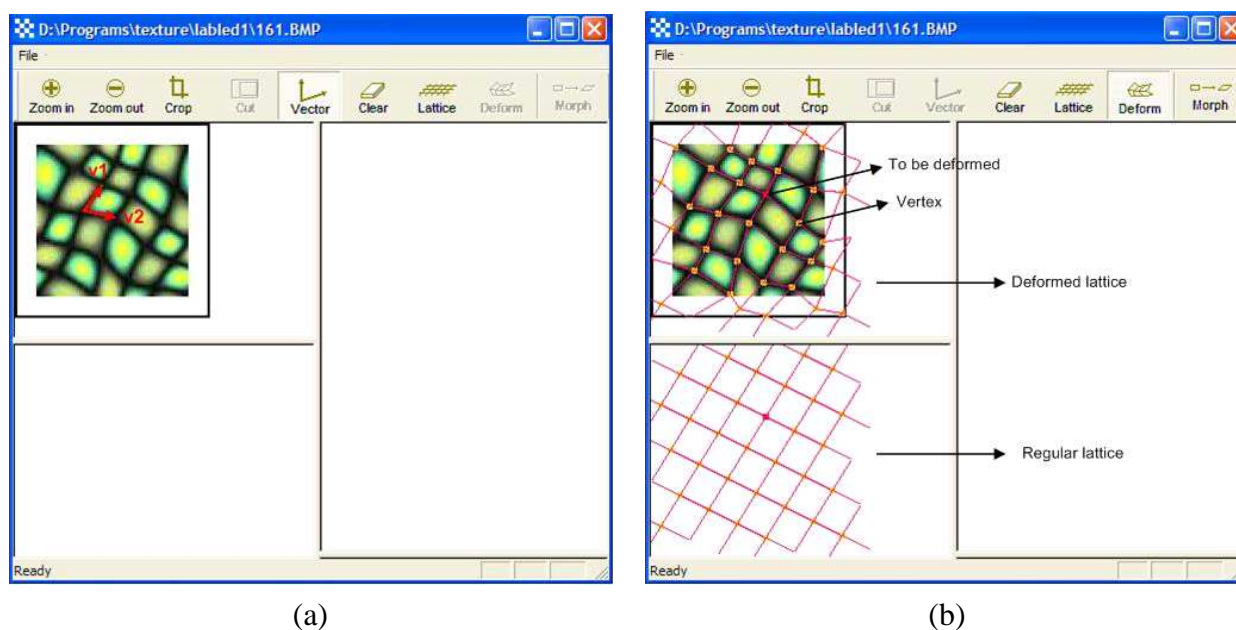 D:\Programs\texture\labled1\161.BMP
File
Zoom in Zoom out Crop Cut Vector Clear Lattice Deform Morph
v1
v2
Ready
(a)
D:\Programs\texture\labled1\161.BMP
File
Zoom in Zoom out Crop Cut Vector Clear Lattice Deform Morph
To be deformed
Vertex
Deformed lattice
Regular lattice
Ready
(b)